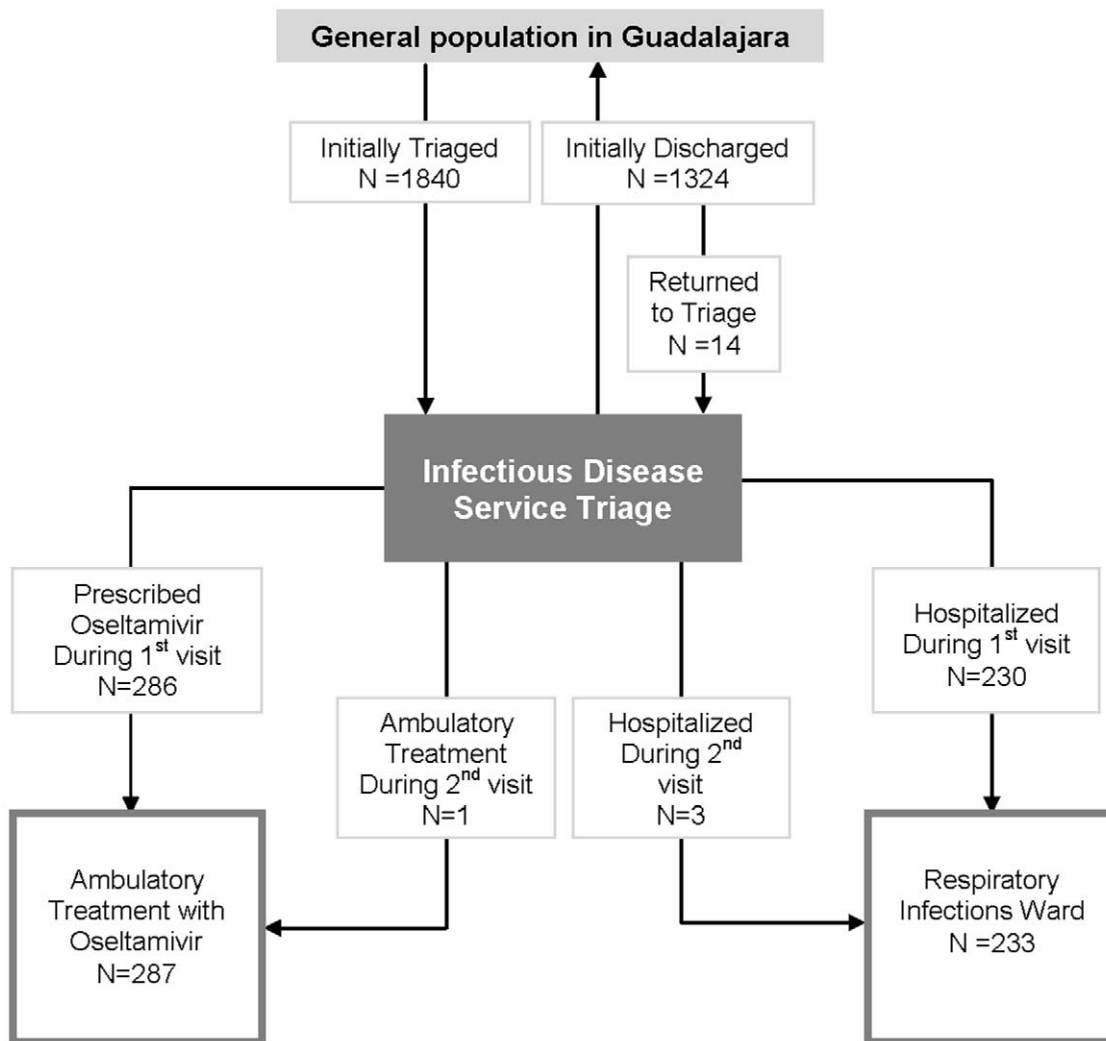 General population in Guadalajara
Initially Triaged
N =1840
Initially Discharged
N =1324
Returned
to Triage
N =14
Infectious Disease
Service Triage
Prescribed
Oseltamivir
During 1st visit
N=286
Ambulatory
Treatment
During 2nd visit
N=1
Hospitalized
During 2nd
visit
N=3
Hospitalized
During 1st visit
N=230
Ambulatory
Treatment with
Oseltamivir
N=287
Respiratory
Infections Ward
N =233